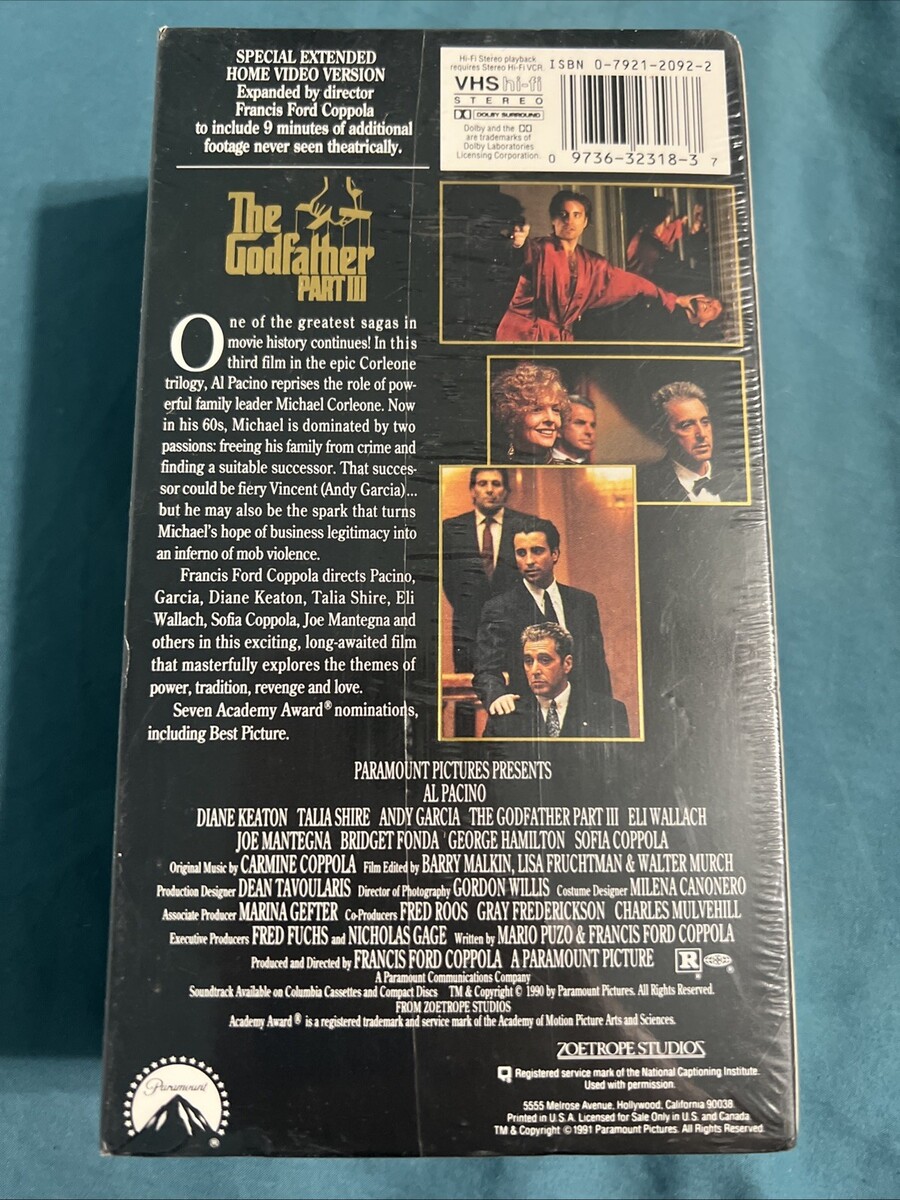 SPECIAL EXTENDED
HOME VIDEO VERSION
Expanded by director
Francis Ford Coppola
to include 9 minutes of additional
footage never seen theatrically.
Hi-Fi Stereo playback
requires Stereo Hi-Fi VCR.
VHS hi-fi
STEREO
DOLBY SURROUND
Dolby and the
are trademarks of
Dolby Laboratories
Licensing Corporation.
ISBN 0-7921-2092-2
0 09736-32318-3 7
The
Godfather
PART III
One of the greatest sagas in
movie history continues! In this
third film in the epic Corleone
trilogy, Al Pacino reprises the role of pow-
erful family leader Michael Corleone. Now
in his 60s, Michael is dominated by two
passions: freeing his family from crime and
finding a suitable successor. That succes-
sor could be fiery Vincent (Andy Garcia)...
but he may also be the spark that turns
Michael's hope of business legitimacy into
an inferno of mob violence.
Francis Ford Coppola directs Pacino,
Garcia, Diane Keaton, Talia Shire, Eli
Wallach, Sofia Coppola, Joe Mantegna and
others in this exciting, long-awaited film
that masterfully explores the themes of
power, tradition, revenge and love.
Seven Academy Award® nominations,
including Best Picture.
PARAMOUNT PICTURES PRESENTS
AL PACINO
DIANE KEATON TALIA SHIRE ANDY GARCIA THE GODFATHER PART III ELI WALLACH
JOE MANTEGNA BRIDGET FONDA GEORGE HAMILTON SOFIA COPPOLA
Original Music by CARMINE COPPOLA Film Edited by BARRY MALKIN, LISA FRUCHTMAN & WALTER MURCH
Production Designer DEAN TAVOULARIS Director of Photography GORDON WILLIS Costume Designer MILENA CANONERO
Associate Producer MARINA GEFTER Co-Producers FRED ROOS GRAY FREDERICKSON CHARLES MULVEHILL
Executive Producers FRED FUCHS and NICHOLAS GAGE Written by MARIO PUZO & FRANCIS FORD COPPOLA
Produced and Directed by FRANCIS FORD COPPOLA A PARAMOUNT PICTURE R
A Paramount Communications Company
Soundtrack Available on Columbia Cassettes and Compact Discs TM & Copyright © 1990 by Paramount Pictures. All Rights Reserved.
FROM ZOETROPE STUDIOS
Academy Award® is a registered trademark and service mark of the Academy of Motion Picture Arts and Sciences.
ZOETROPE STUDIOS
Registered service mark of the National Captioning Institute.
Used with permission.
5555 Melrose Avenue, Hollywood, California 90038
Printed in U.S.A. Licensed for Sale Only in U.S. and Canada.
TM & Copyright © 1991 Paramount Pictures. All Rights Reserved.
Paramount
®